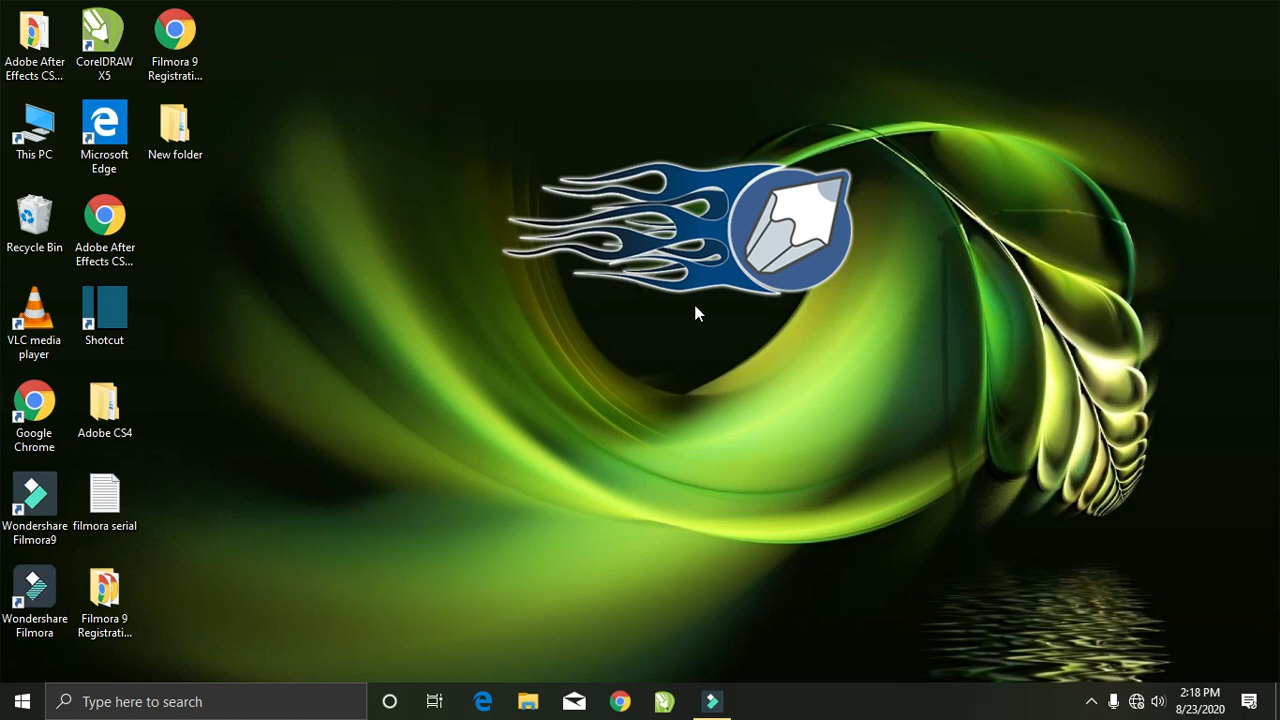 Adobe After
Effects CS...
CorelDRAW
X5
Filmora 9
Registrati...
This PC
Microsoft
Edge
New folder
Recycle Bin
Adobe After
Effects CS...
VLC media
player
Shotcut
Google
Chrome
Adobe CS4
Wondershare
Filmora9
filmora serial
Wondershare
Filmora
Filmora 9
Registrati...
Type here to search
2:18 PM
8/23/2020